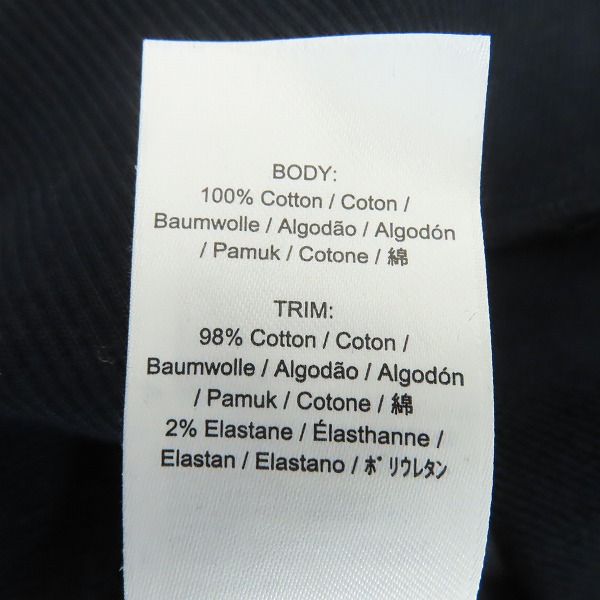 BODY:
100% Cotton / Coton /
Baumwolle / Algodão / Algodón
/ Pamuk / Cotone / 綿
TRIM:
98% Cotton / Coton /
Baumwolle / Algodão / Algodón
/ Pamuk / Cotone / 綿
2% Elastane / Élasthanne /
Elastan / Elastano / ﾎﾟﾘｳﾚﾀﾝ